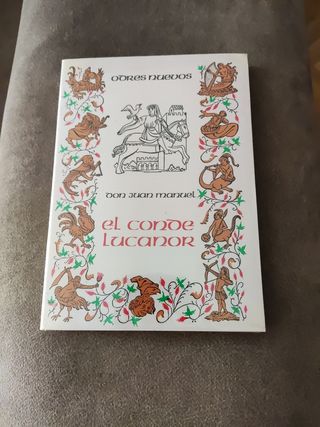 odres nuevos
don juan manuel
el conde
lucanor